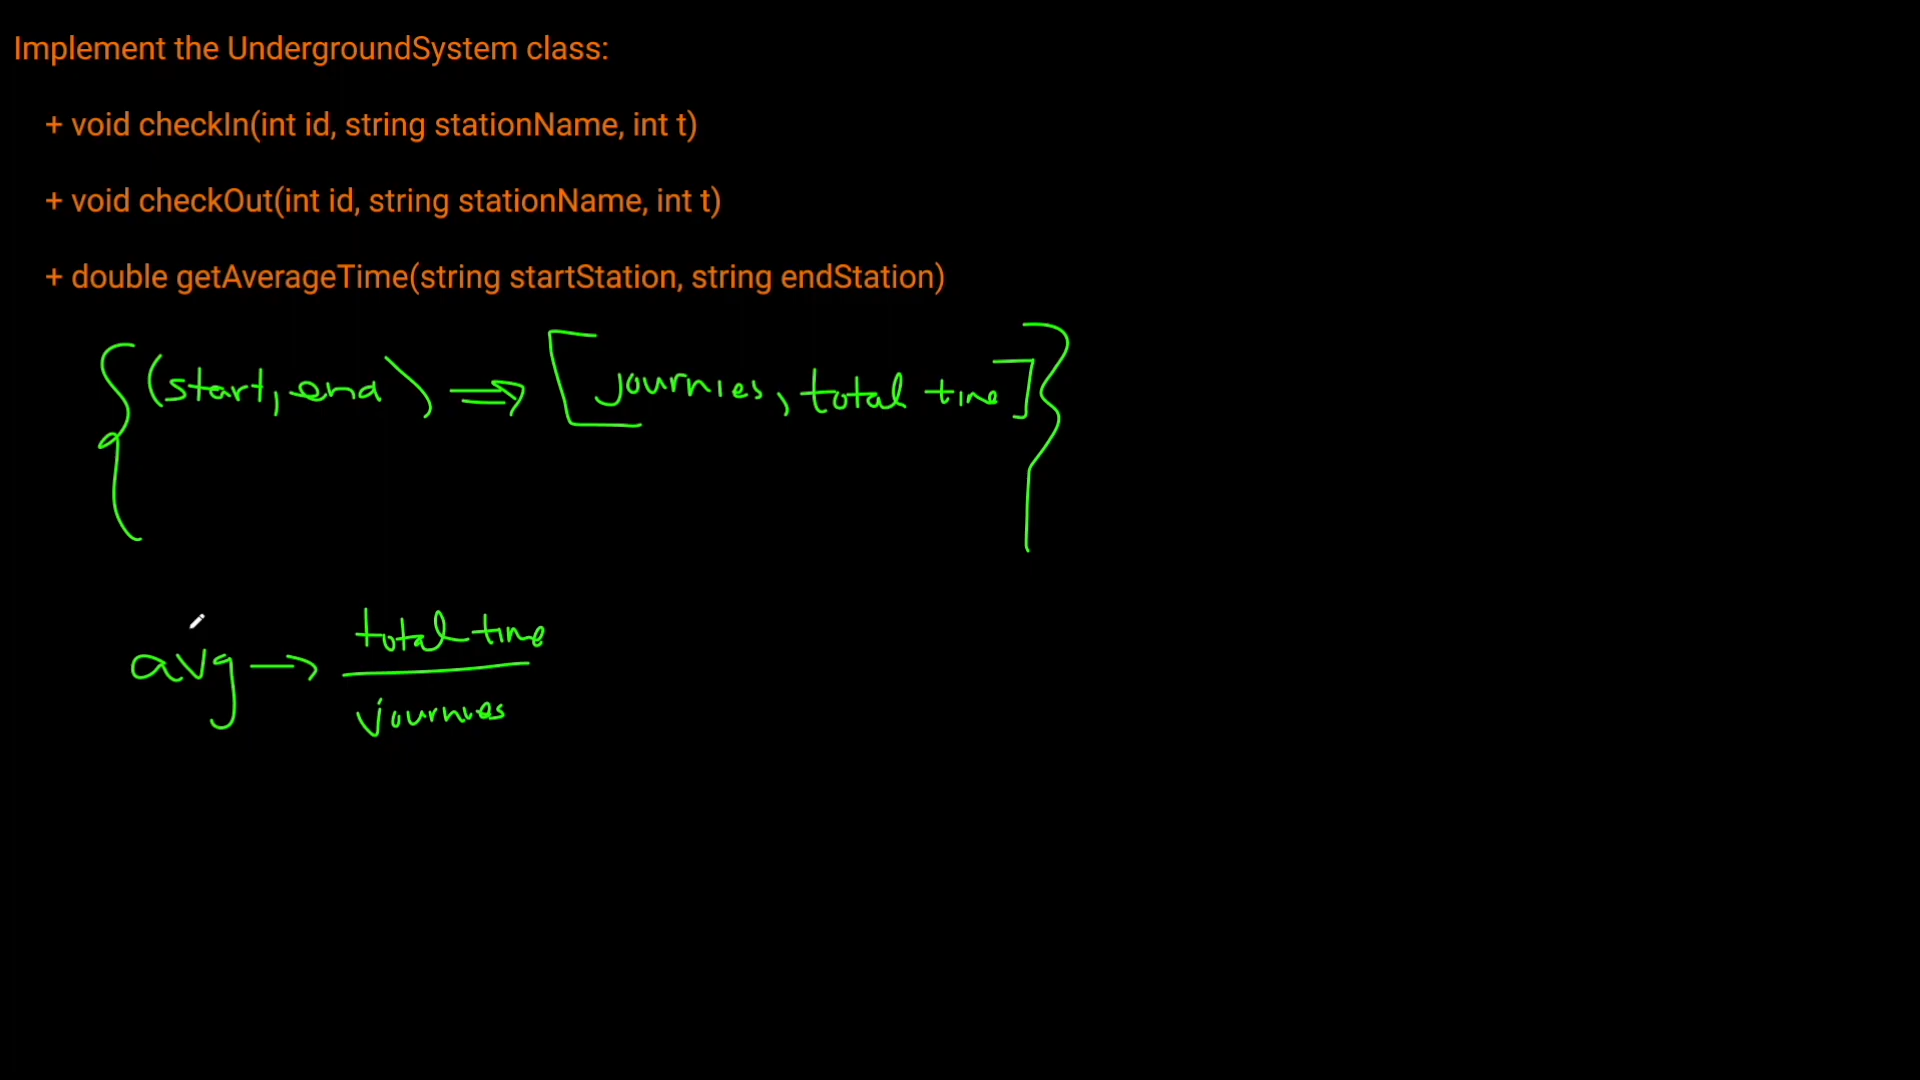 Implement the UndergroundSystem class:
+ void checkIn(int id, string stationName, int t)
+ void checkOut(int id, string stationName, int t)
+ double getAverageTime(string startStation, string endStation)
{ (start, end) => [journies, total time] }
avg → total time
journies